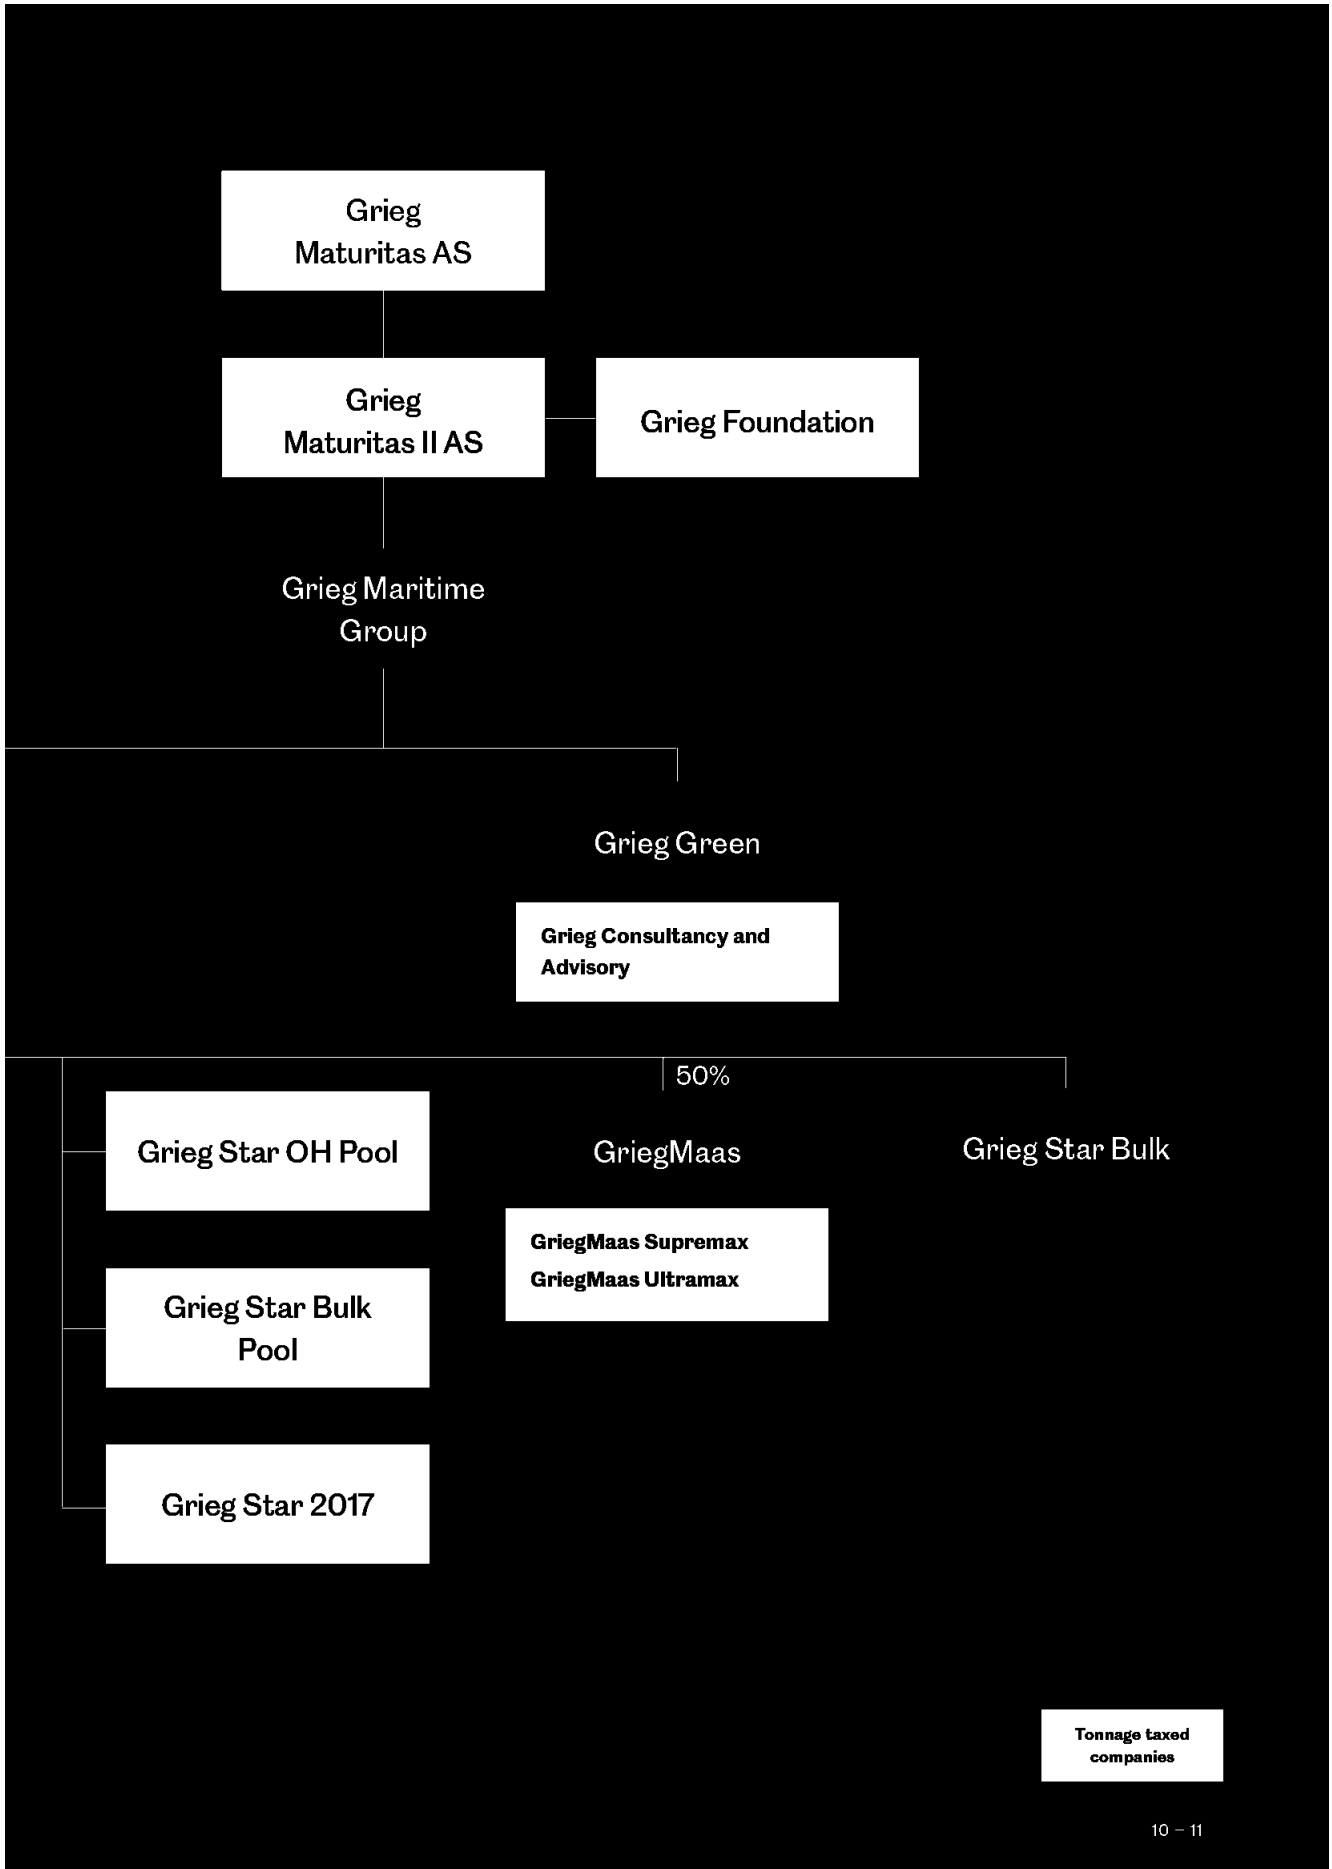 Grieg
Maturitas AS
Grieg
Maturitas II AS
Grieg Foundation
Grieg Maritime
Group
Grieg Green
Grieg Consultancy and
Advisory
50%
Grieg Star OH Pool
GriegMaas
Grieg Star Bulk
GriegMaas Supremax
GriegMaas Ultramax
Grieg Star Bulk
Pool
Grieg Star 2017
Tonnage taxed
companies
10 – 11